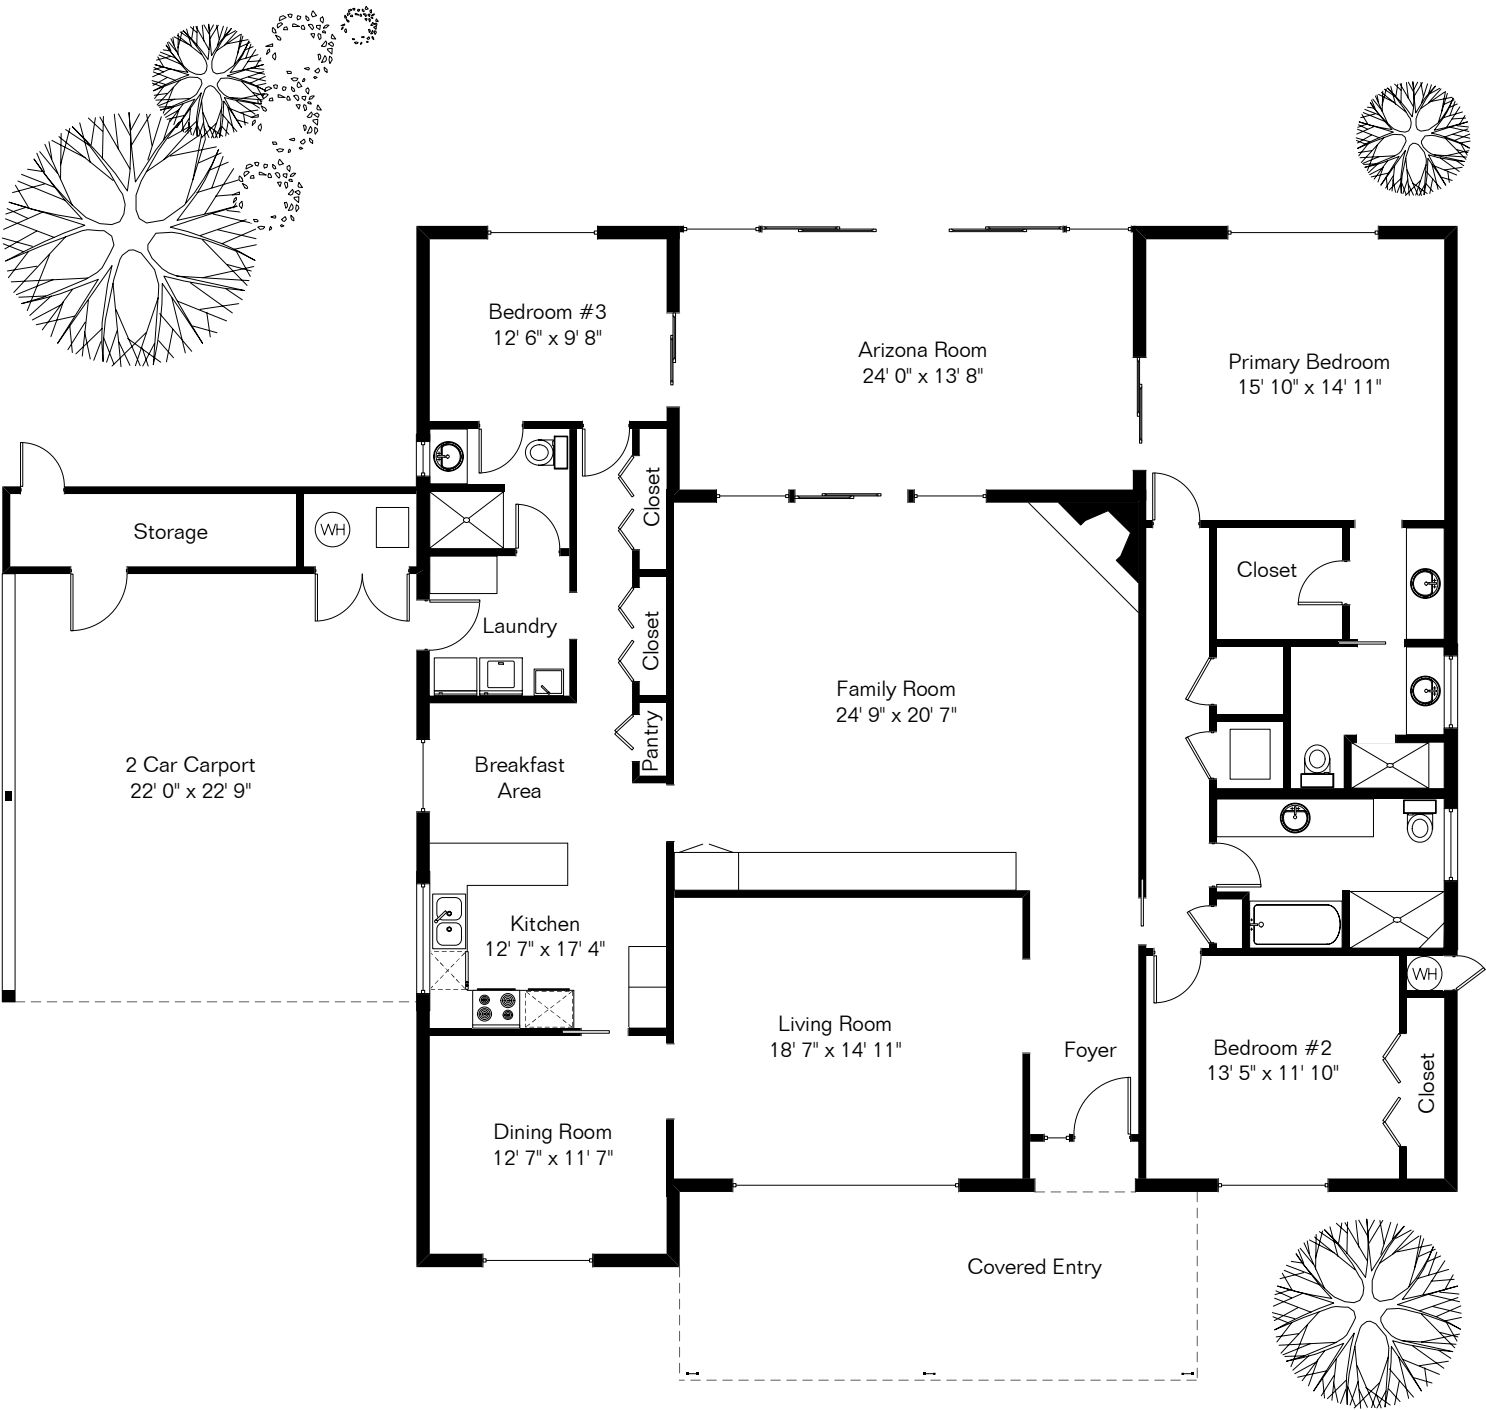 Bedroom #3
12' 6" x 9' 8"
Arizona Room
24' 0" x 13' 8"
Primary Bedroom
15' 10" x 14' 11"
Closet
Storage
WH
Closet
Laundry
Closet
Family Room
24' 9" x 20' 7"
Pantry
2 Car Carport
22' 0" x 22' 9"
Breakfast
Area
Kitchen
12' 7" x 17' 4"
WH
Living Room
18' 7" x 14' 11"
Foyer
Bedroom #2
13' 5" x 11' 10"
Closet
Dining Room
12' 7" x 11' 7"
Covered Entry